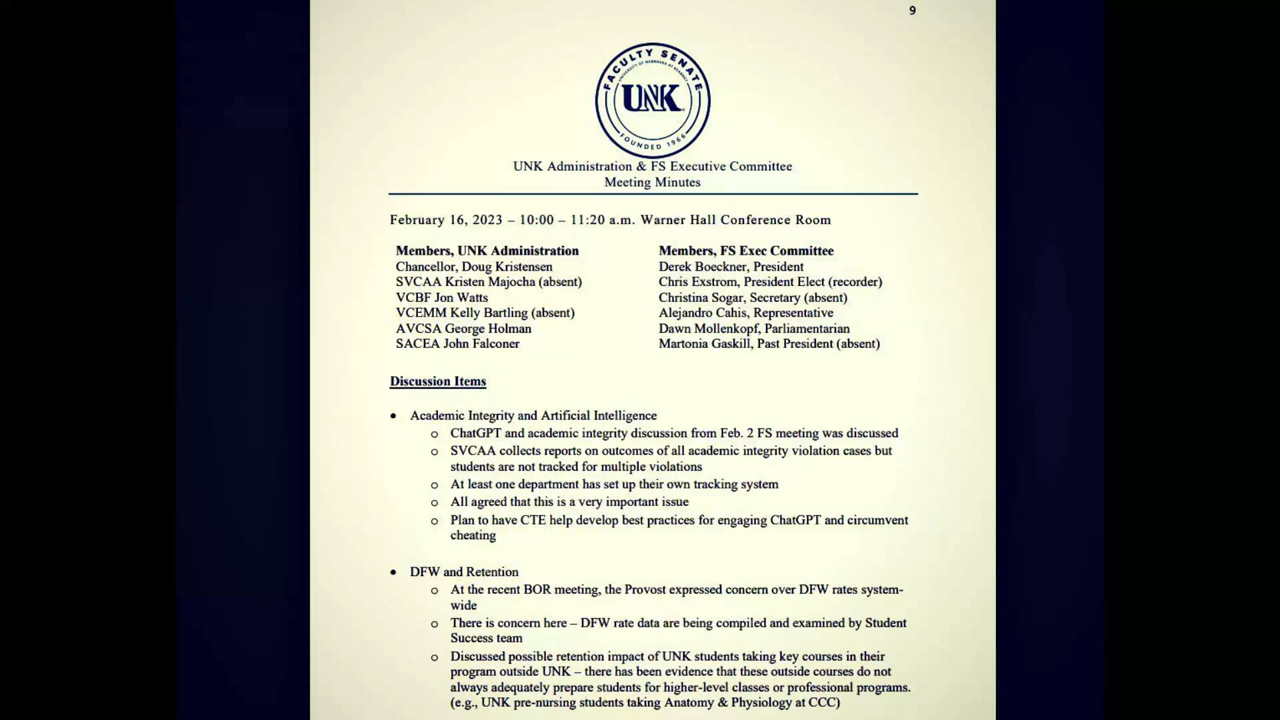 9
FACULTY SENATE
UNIVERSITY OF NEBRASKA AT KEARNEY
UNK
FOUNDED 1966
UNK Administration & FS Executive Committee
Meeting Minutes
February 16, 2023 – 10:00 – 11:20 a.m. Warner Hall Conference Room
Members, UNK Administration
Chancellor, Doug Kristensen
SVCAA Kristen Majocha (absent)
VCBF Jon Watts
VCEMM Kelly Bartling (absent)
AVCSA George Holman
SACEA John Falconer
Members, FS Exec Committee
Derek Boeckner, President
Chris Exstrom, President Elect (recorder)
Christina Sogar, Secretary (absent)
Alejandro Cahis, Representative
Dawn Mollenkopf, Parliamentarian
Martonia Gaskill, Past President (absent)
Discussion Items
• Academic Integrity and Artificial Intelligence
o ChatGPT and academic integrity discussion from Feb. 2 FS meeting was discussed
o SVCAA collects reports on outcomes of all academic integrity violation cases but
students are not tracked for multiple violations
o At least one department has set up their own tracking system
o All agreed that this is a very important issue
o Plan to have CTE help develop best practices for engaging ChatGPT and circumvent
cheating
• DFW and Retention
o At the recent BOR meeting, the Provost expressed concern over DFW rates system-
wide
o There is concern here – DFW rate data are being compiled and examined by Student
Success team
o Discussed possible retention impact of UNK students taking key courses in their
program outside UNK – there has been evidence that these outside courses do not
always adequately prepare students for higher-level classes or professional programs.
(e.g., UNK pre-nursing students taking Anatomy & Physiology at CCC)